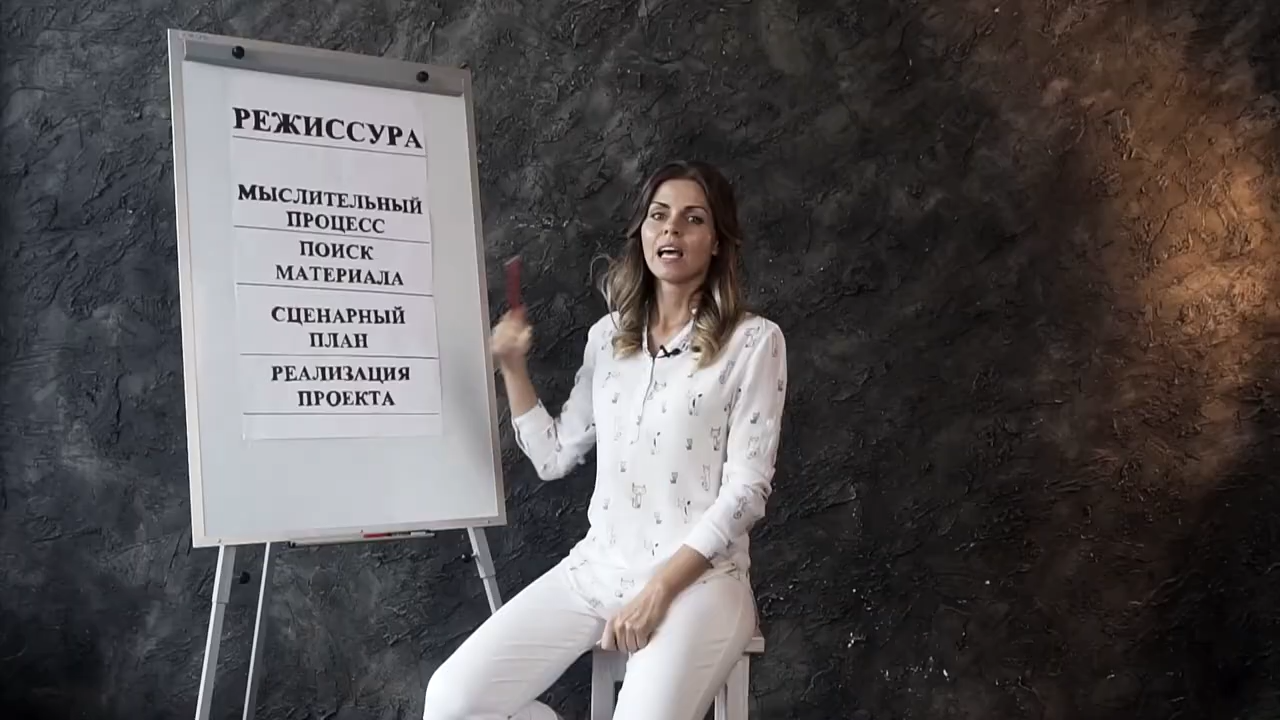 РЕЖИССУРА
МЫСЛИТЕЛЬНЫЙ
ПРОЦЕСС
ПОИСК
МАТЕРИАЛА
СЦЕНАРНЫЙ
ПЛАН
РЕАЛИЗАЦИЯ
ПРОЕКТА